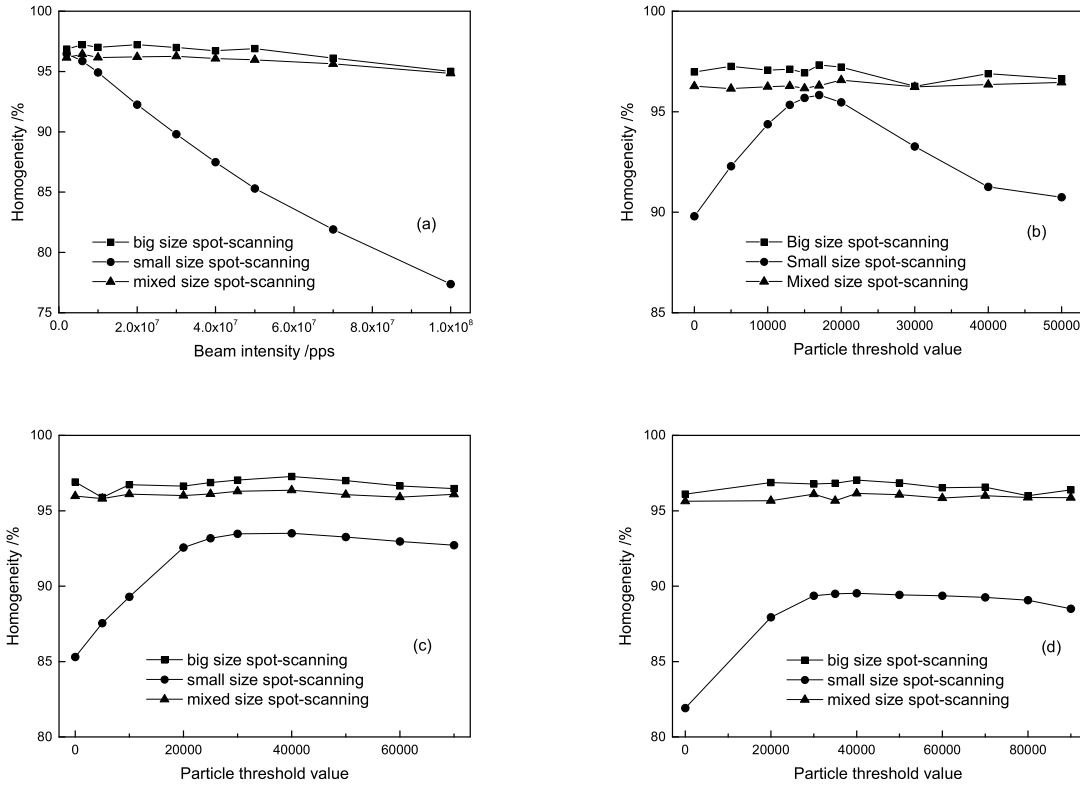 100
95
90
85
80
75
Homogeneity /%
(a)
big size spot-scanning
small size spot-scanning
mixed size spot-scanning
0.0
2.0x10⁷
4.0x10⁷
6.0x10⁷
8.0x10⁷
1.0x10⁸
Beam intensity /pps
100
95
90
85
Homogeneity /%
(b)
Big size spot-scanning
Small size spot-scanning
Mixed size spot-scanning
0
10000
20000
30000
40000
50000
Particle threshold value
100
95
90
85
80
Homogeneity /%
(c)
big size spot-scanning
small size spot-scanning
mixed size spot-scanning
0
20000
40000
60000
Particle threshold value
100
95
90
85
80
Homogeneity /%
(d)
big size spot-scanning
small size spot-scanning
mixed size spot-scanning
0
20000
40000
60000
80000
Particle threshold value